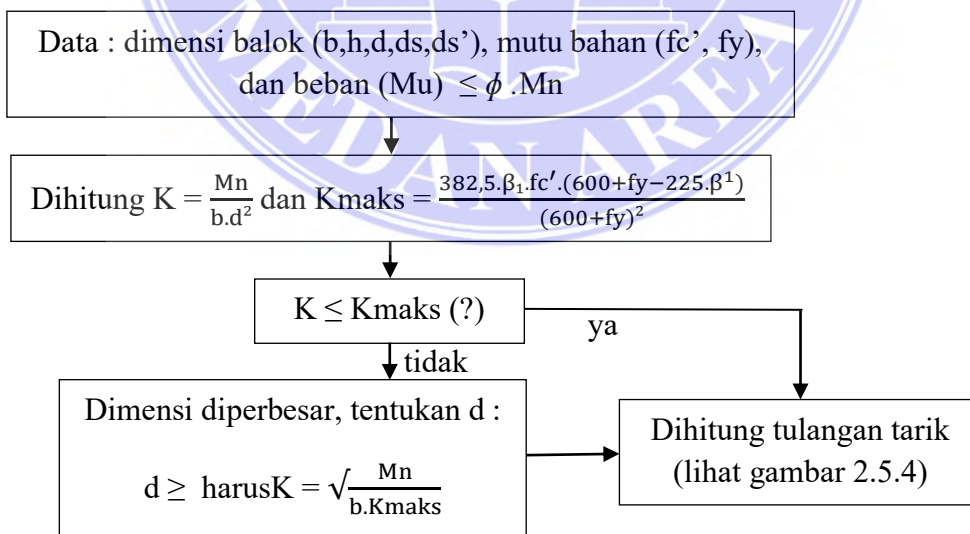 MEDAN AREA
Data : dimensi balok (b,h,d,ds,ds’), mutu bahan (fc’, fy),
dan beban (Mu) ≤ ϕ .Mn
Dihitung K = Mn/b.d² dan Kmaks = 382,5.β₁.fc′.(600+fy−225.β¹)/(600+fy)²
K ≤ Kmaks (?)
ya
tidak
Dimensi diperbesar, tentukan d :
d ≥ harusK = √Mn/b.Kmaks
Dihitung tulangan tarik
(lihat gambar 2.5.4)